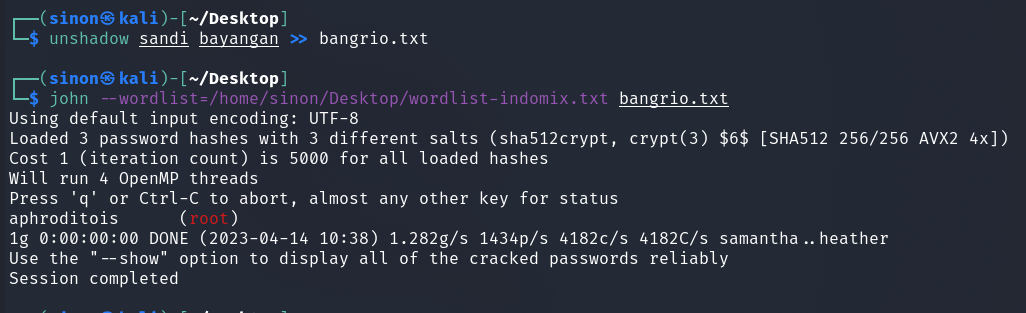 ┌──(sinon㉿kali)-[~/Desktop]
└─$ unshadow sandi bayangan >> bangrio.txt
┌──(sinon㉿kali)-[~/Desktop]
└─$ john --wordlist=/home/sinon/Desktop/wordlist-indomix.txt bangrio.txt
Using default input encoding: UTF-8
Loaded 3 password hashes with 3 different salts (sha512crypt, crypt(3) $6$ [SHA512 256/256 AVX2 4x])
Cost 1 (iteration count) is 5000 for all loaded hashes
Will run 4 OpenMP threads
Press 'q' or Ctrl-C to abort, almost any other key for status
aphroditois      (root)
1g 0:00:00:00 DONE (2023-04-14 10:38) 1.282g/s 1434p/s 4182c/s 4182C/s samantha..heather
Use the "--show" option to display all of the cracked passwords reliably
Session completed